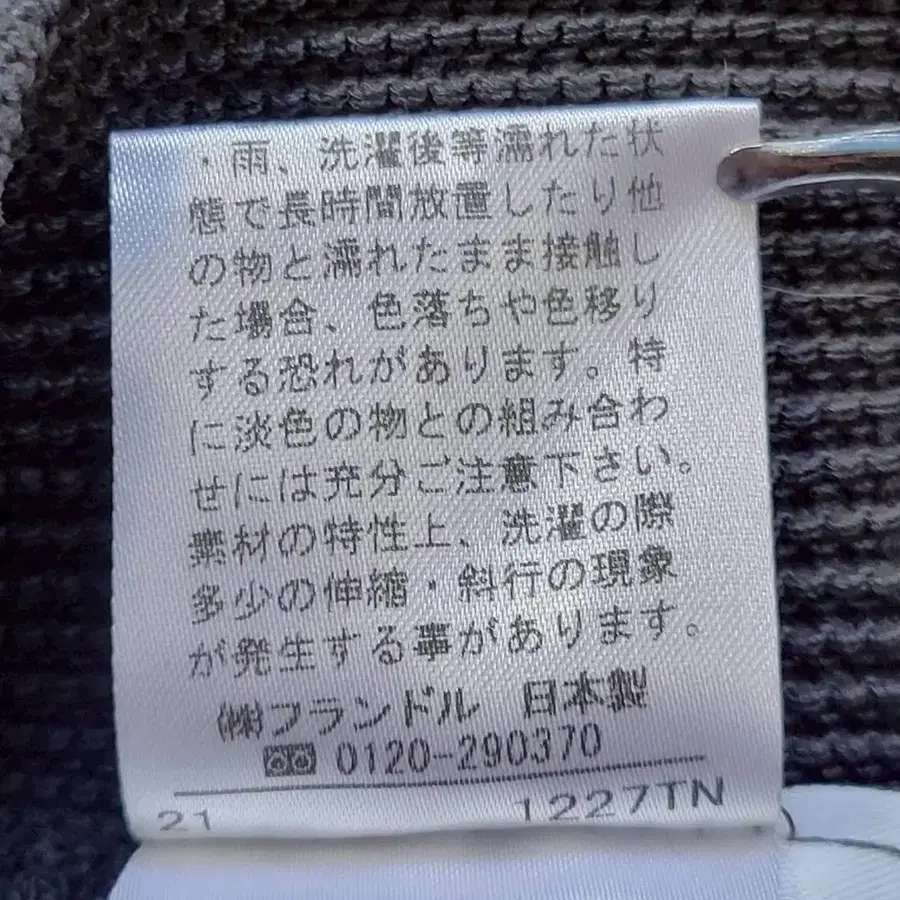 ・雨、洗濯後等濡れた状
態で長時間放置したり他
の物と濡れたまま接触し
た場合、色落ちや色移り
する恐れがあります。特
に淡色の物との組み合わ
せには充分ご注意下さい。
素材の特性上、洗濯の際
多少の伸縮・斜行の現象
が発生する事があります。
㈱フランドル 日本製
0120-290370
21 1227TN